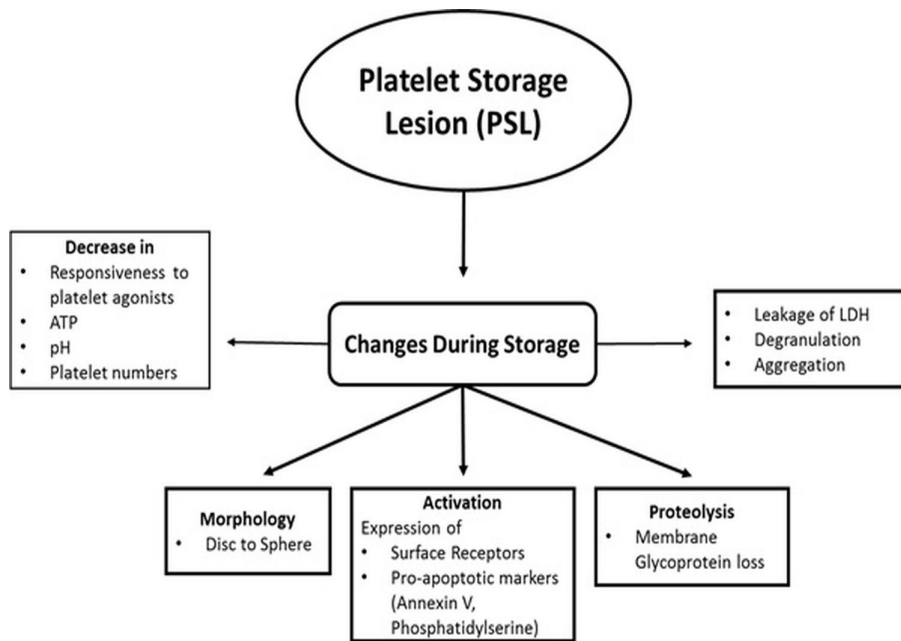 Platelet Storage
Lesion (PSL)
Decrease in
• Responsiveness to
platelet agonists
• ATP
• pH
• Platelet numbers
Changes During Storage
• Leakage of LDH
• Degranulation
• Aggregation
Morphology
• Disc to Sphere
Activation
Expression of
• Surface Receptors
• Pro-apoptotic markers
(Annexin V,
Phosphatidylserine)
Proteolysis
• Membrane
Glycoprotein loss